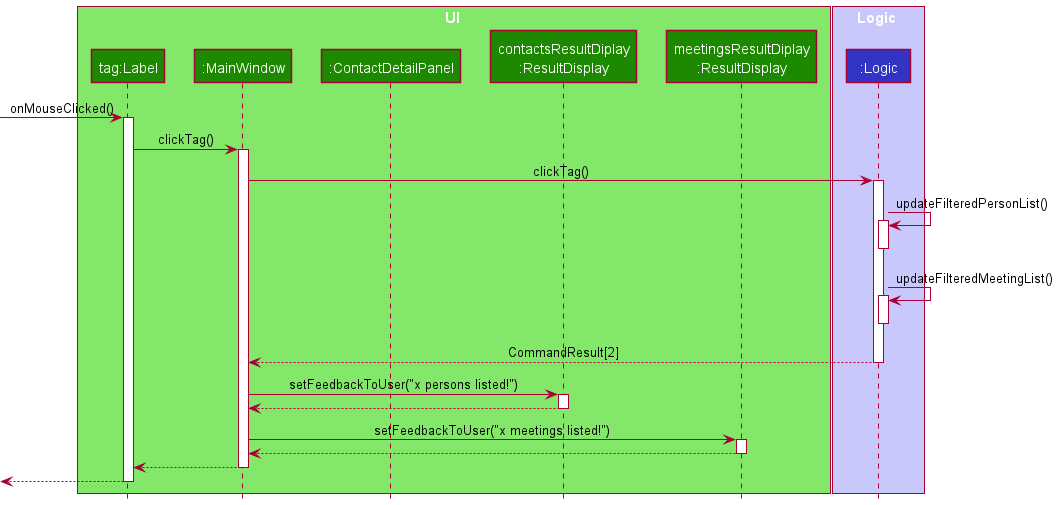 UI
Logic
tag:Label
:MainWindow
:ContactDetailPanel
contactsResultDiplay
:ResultDisplay
meetingsResultDiplay
:ResultDisplay
:Logic
onMouseClicked()
clickTag()
clickTag()
updateFilteredPersonList()
updateFilteredMeetingList()
CommandResult[2]
setFeedbackToUser("x persons listed!")
setFeedbackToUser("x meetings listed!")